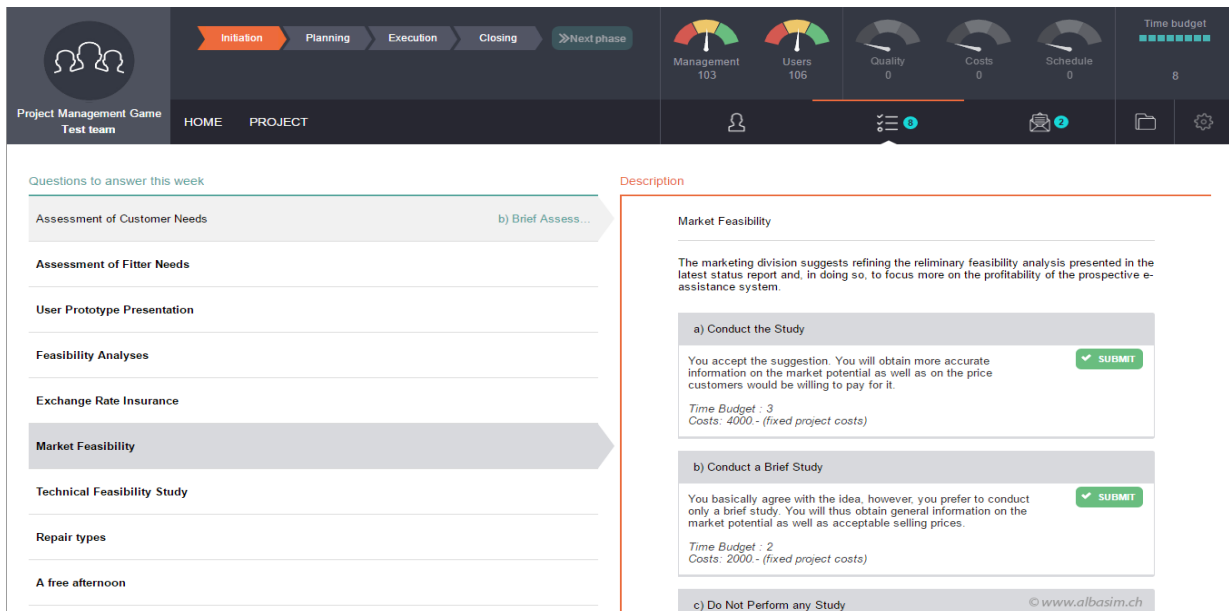 Initiation
Planning
Execution
Closing
Next phase
Management
103
Users
106
Quality
0
Costs
0
Schedule
0
Time budget
8
Project Management Game
Test team
HOME
PROJECT
8
2
Questions to answer this week
Assessment of Customer Needs
b) Brief Assess...
Assessment of Fitter Needs
User Prototype Presentation
Feasibility Analyses
Exchange Rate Insurance
Market Feasibility
Technical Feasibility Study
Repair types
A free afternoon
Description
Market Feasibility
The marketing division suggests refining the reliminary feasibility analysis presented in the
latest status report and, in doing so, to focus more on the profitability of the prospective e-
assistance system.
a) Conduct the Study
You accept the suggestion. You will obtain more accurate
information on the market potential as well as on the price
customers would be willing to pay for it.
SUBMIT
Time Budget : 3
Costs: 4000.- (fixed project costs)
b) Conduct a Brief Study
You basically agree with the idea, however, you prefer to conduct
only a brief study. You will thus obtain general information on the
market potential as well as acceptable selling prices.
SUBMIT
Time Budget : 2
Costs: 2000.- (fixed project costs)
c) Do Not Perform any Study
© www.albasim.ch